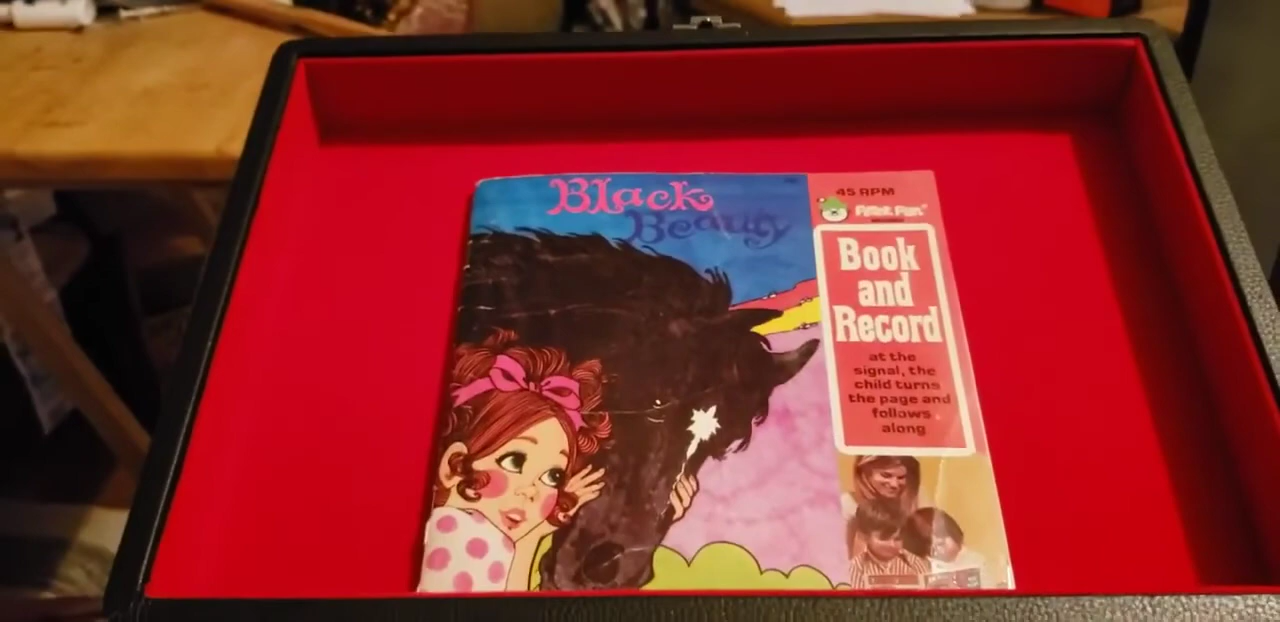 Black
Beauty
45 RPM
Peter Pan
Book
and
Record
at the
signal, the
child turns
the page and
follows
along